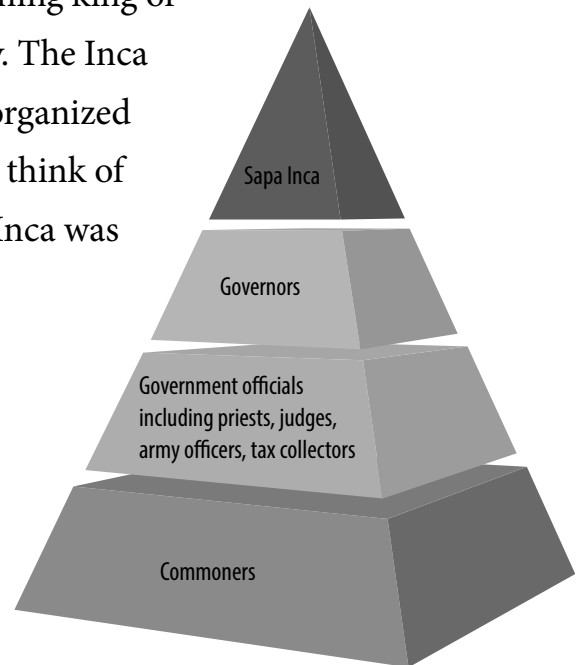 king of
. The Inca
organized
think of
Inca was
Sapa Inca
Governors
Government officials
including priests, judges,
army officers, tax collectors
Commoners